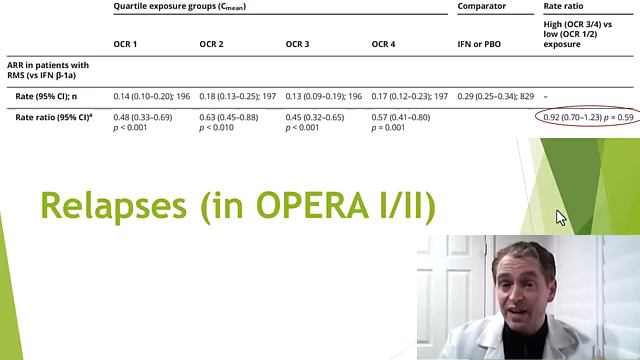 Quartile exposure groups (Cmean) Comparator Rate ratio
OCR 1 OCR 2 OCR 3 OCR 4 IFN or PBO High (OCR 3/4) vs
low (OCR 1/2)
exposure
ARR in patients with
RMS (vs IFN β-1a)
Rate (95% CI); n 0.14 (0.10–0.20); 196 0.18 (0.13–0.25); 197 0.13 (0.09–0.19); 196 0.17 (0.12–0.23); 197 0.29 (0.25–0.34); 829 –
Rate ratio (95% CI)a 0.48 (0.33–0.69) 0.63 (0.45–0.88) 0.45 (0.32–0.65) 0.57 (0.41–0.80) 0.92 (0.70–1.23) p = 0.59
p < 0.001 p < 0.010 p < 0.001 p = 0.001
Relapses (in OPERA I/II)